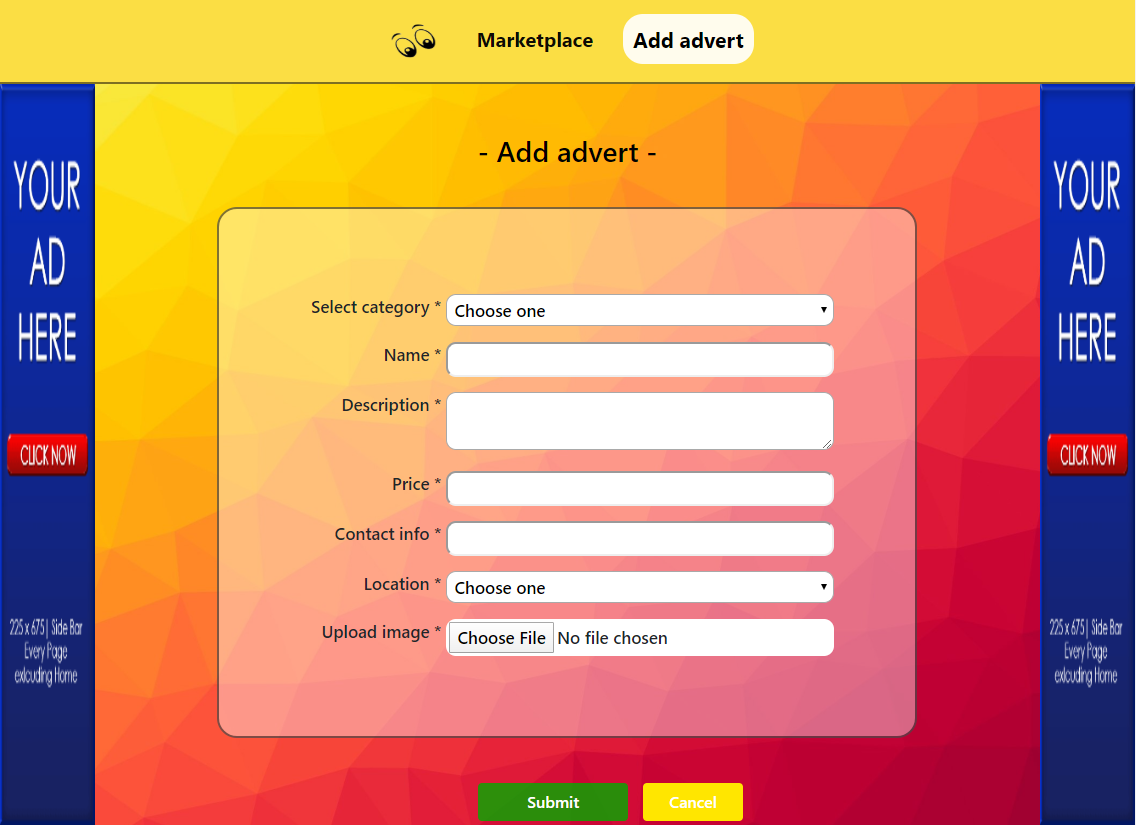 Marketplace
Add advert
- Add advert -
YOUR
AD
HERE
CLICK NOW
225 x 675 | Side Bar
Every Page
exlcuding Home
Select category *
Choose one
Name *
Description *
Price *
Contact info *
Location *
Choose one
Upload image *
Choose File No file chosen
Submit
Cancel
YOUR
AD
HERE
CLICK NOW
225 x 675 | Side Bar
Every Page
exlcuding Home